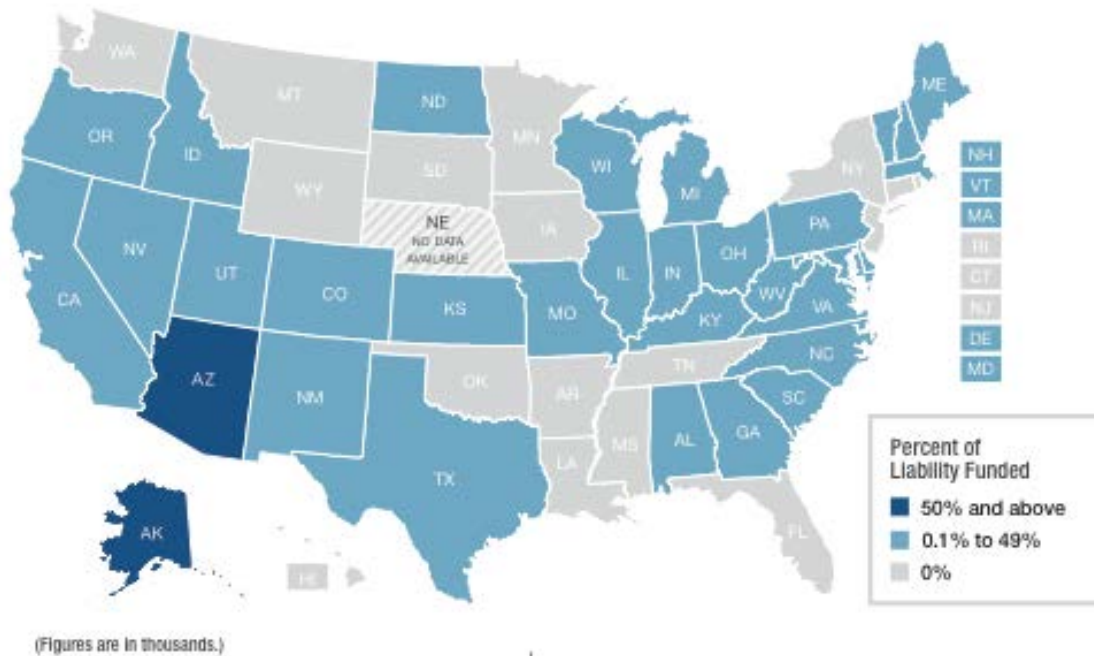 WA
MT
ND
MN
ME
OR
ID
SD
WI
NY
WY
MI
NE
NO DATA
AVAILABLE
IA
PA
NV
UT
CO
IL
IN
OH
CA
KS
MO
WV
VA
KY
AZ
NM
OK
AR
TN
NC
SC
MS
AL
GA
TX
LA
FL
AK
HI
NH
VT
MA
RI
CT
NJ
DE
MD
Percent of
Liability Funded
50% and above
0.1% to 49%
0%
(Figures are in thousands.)